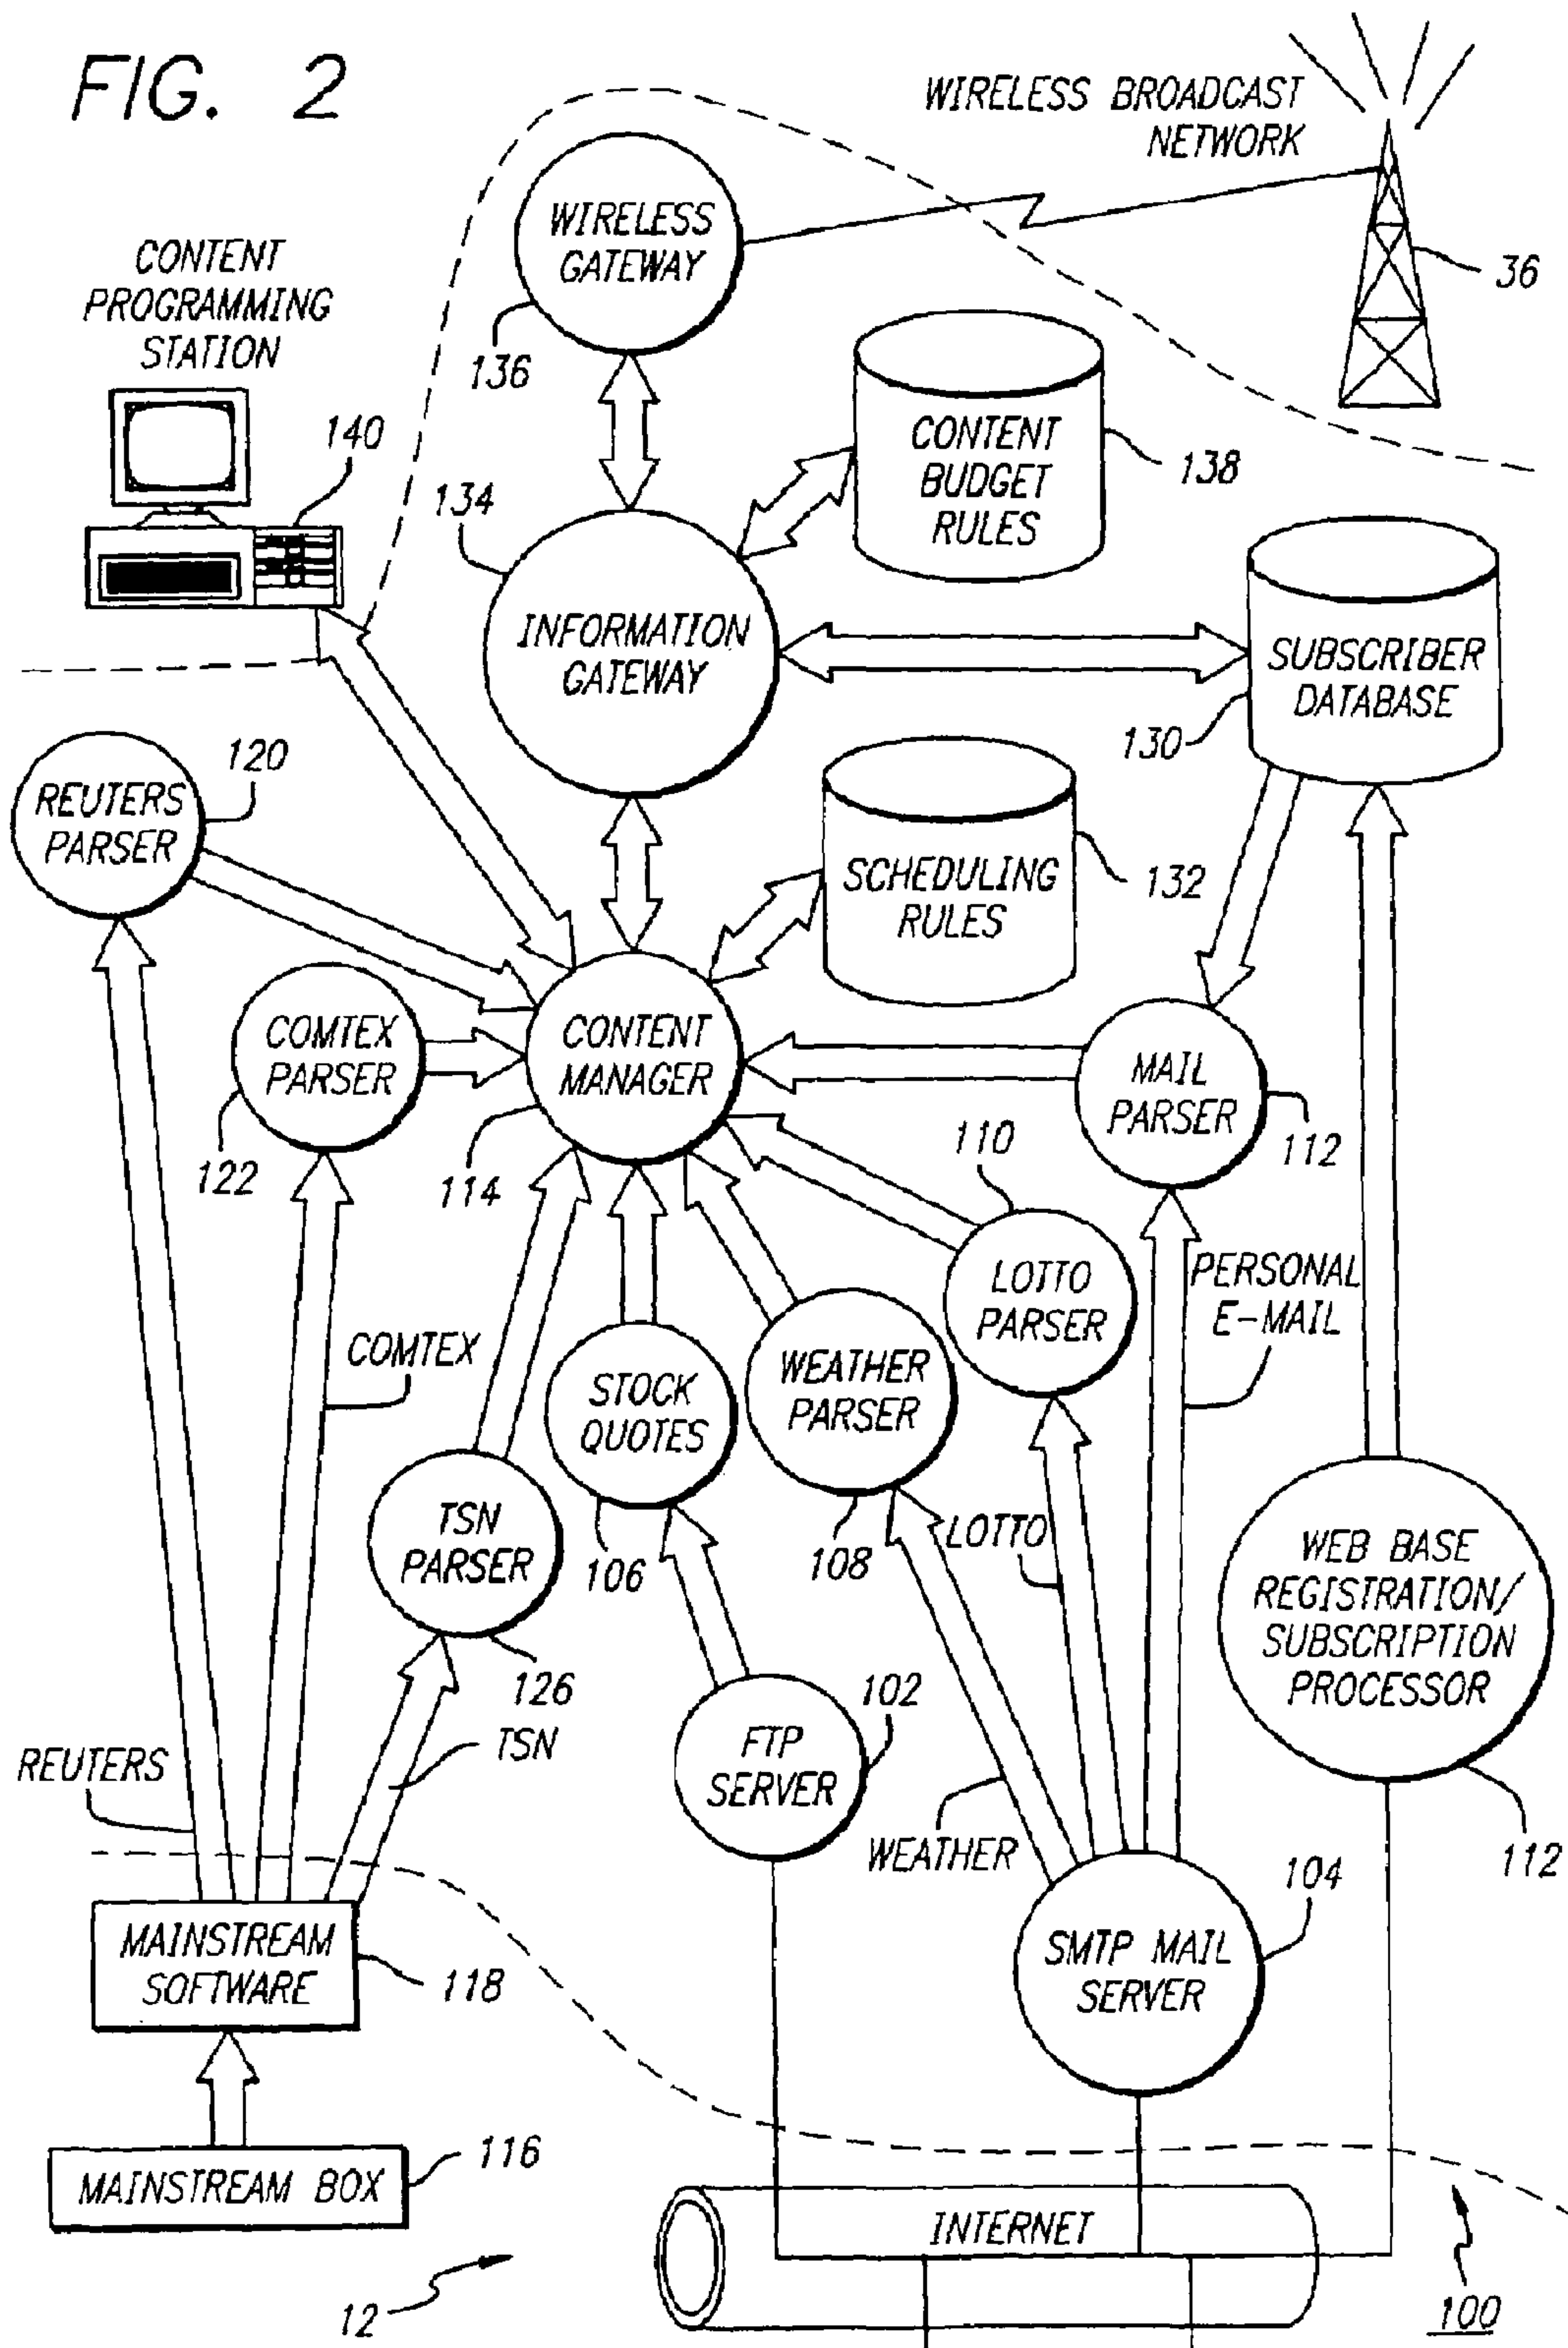 FIG. 2
WIRELESS BROADCAST
NETWORK
WIRELESS
GATEWAY
136
36
CONTENT
PROGRAMMING
STATION
140
134
CONTENT
BUDGET
RULES
138
INFORMATION
GATEWAY
SUBSCRIBER
DATABASE
130
REUTERS
PARSER
120
SCHEDULING
RULES
132
COMTEX
PARSER
122
CONTENT
MANAGER
114
MAIL
PARSER
112
110
LOTTO
PARSER
PERSONAL
E-MAIL
COMTEX
STOCK
QUOTES
106
WEATHER
PARSER
108
LOTTO
TSN
PARSER
126
TSN
WEB BASE
REGISTRATION/
SUBSCRIPTION
PROCESSOR
112
FTP
SERVER
102
REUTERS
WEATHER
104
SMTP MAIL
SERVER
MAINSTREAM
SOFTWARE
118
MAINSTREAM BOX
116
INTERNET
12
100